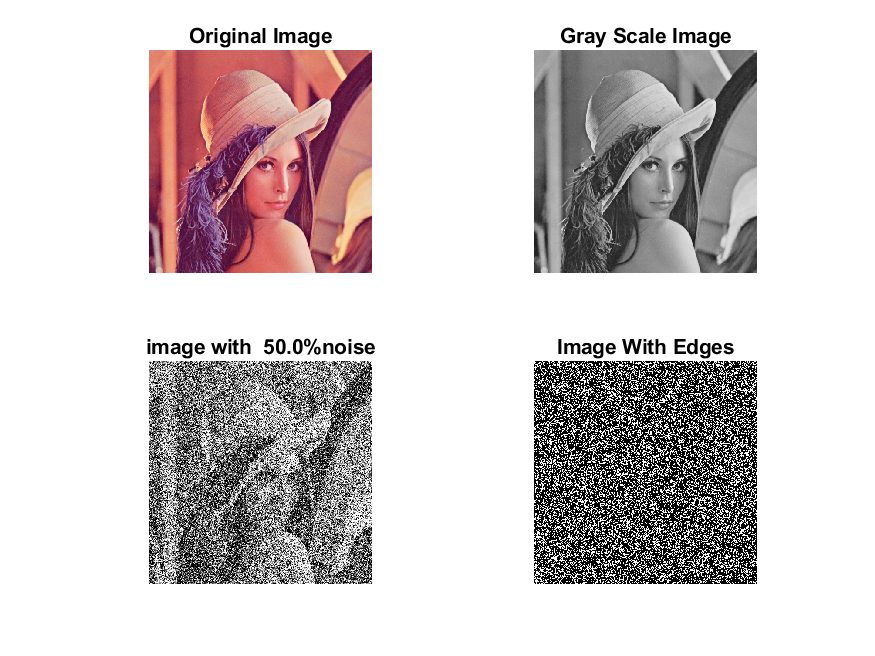 Original Image
Gray Scale Image
image with  50.0%noise
Image With Edges